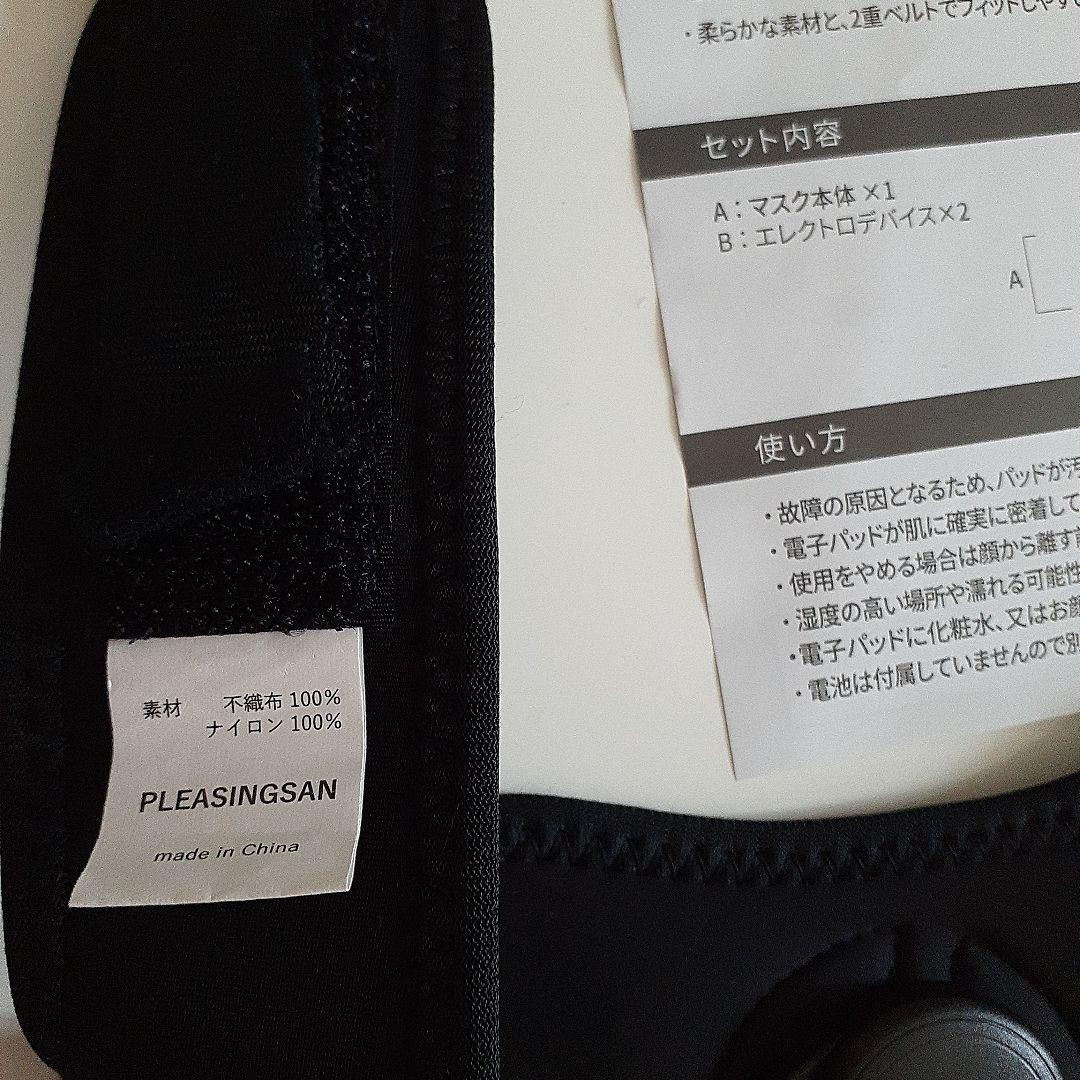 素材 不織布 100%
ナイロン 100%
PLEASINGSAN
made in China
・柔らかな素材と、2重ベルトでフィットしやす
セット内容
A：マスク本体 ×1
B：エレクトロデバイス×2
A
使い方
・故障の原因となるため、パッドが汚
・電子パッドが肌に確実に密着して
・使用をやめる場合は顔から離す前
・湿度の高い場所や濡れる可能性
・電子パッドに化粧水、又はお顔
・電池は付属していませんので別